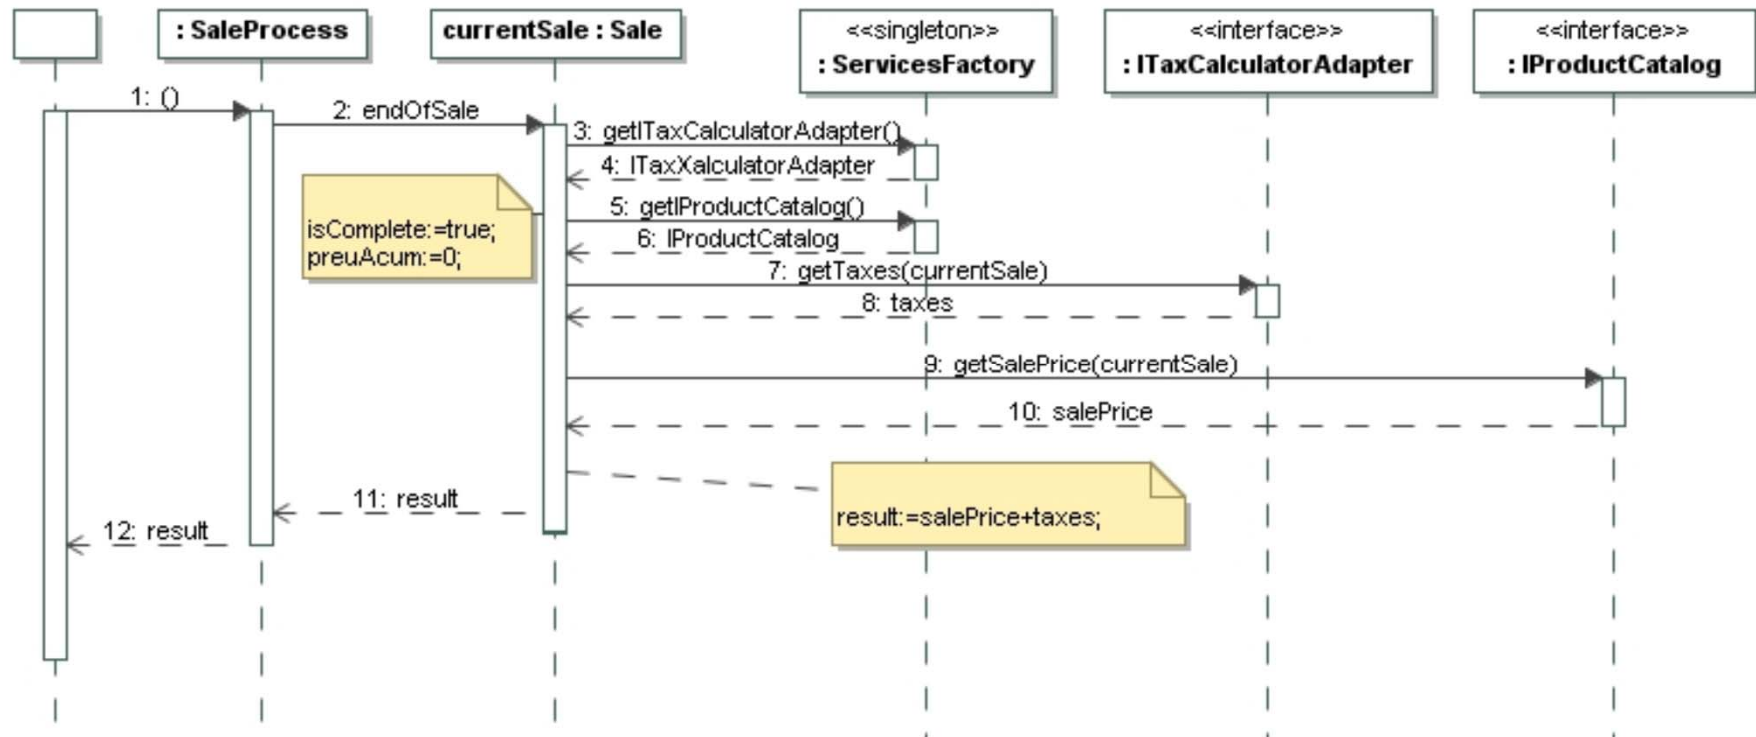 : SaleProcess
currentSale : Sale
<<singleton>>
: ServicesFactory
<<interface>>
: ITaxCalculatorAdapter
<<interface>>
: IProductCatalog
1: ()
2: endOfSale
3: getITaxCalculatorAdapter()
4: ITaxXalculatorAdapter
isComplete:=true;
preuAcum:=0;
5: getIProductCatalog()
6: IProductCatalog
7: getTaxes(currentSale)
8: taxes
9: getSalePrice(currentSale)
10: salePrice
result:=salePrice+taxes;
11: result
12: result